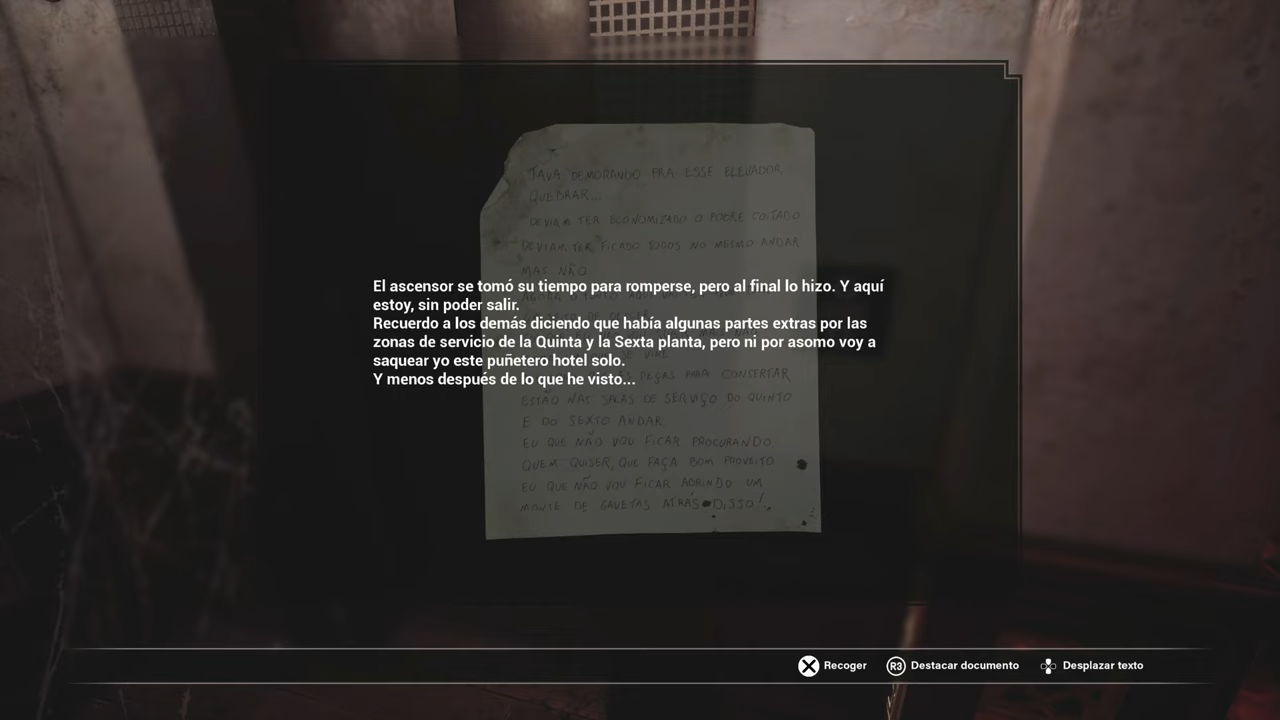 TAVA DEMORANDO PRA ESSE ELEVADOR
QUEBRAR...
DEVIAM TER ECONOMIZADO O POBRE COITADO
DEVIAM TER FICADO TODOS NO MESMO ANDAR
MAS NÃO
El ascensor se tomó su tiempo para romperse, pero al final lo hizo. Y aquí
estoy, sin poder salir.
Recuerdo a los demás diciendo que había algunas partes extras por las
zonas de servicio de la Quinta y la Sexta planta, pero ni por asomo voy a
saquear yo este puñetero hotel solo.
Y menos después de lo que he visto...
PEÇAS PARA CONSERTAR
ESTÃO NAS SALAS DE SERVIÇO DO QUINTO
E DO SEXTO ANDAR
EU QUE NÃO VOU FICAR PROCURANDO
QUEM QUISER, QUE FAÇA BOM PROVEITO
EU QUE NÃO VOU FICAR ABRINDO UM
MONTE DE GAVETAS ATRÁS DISSO!
Recoger
R3 Destacar documento
Desplazar texto